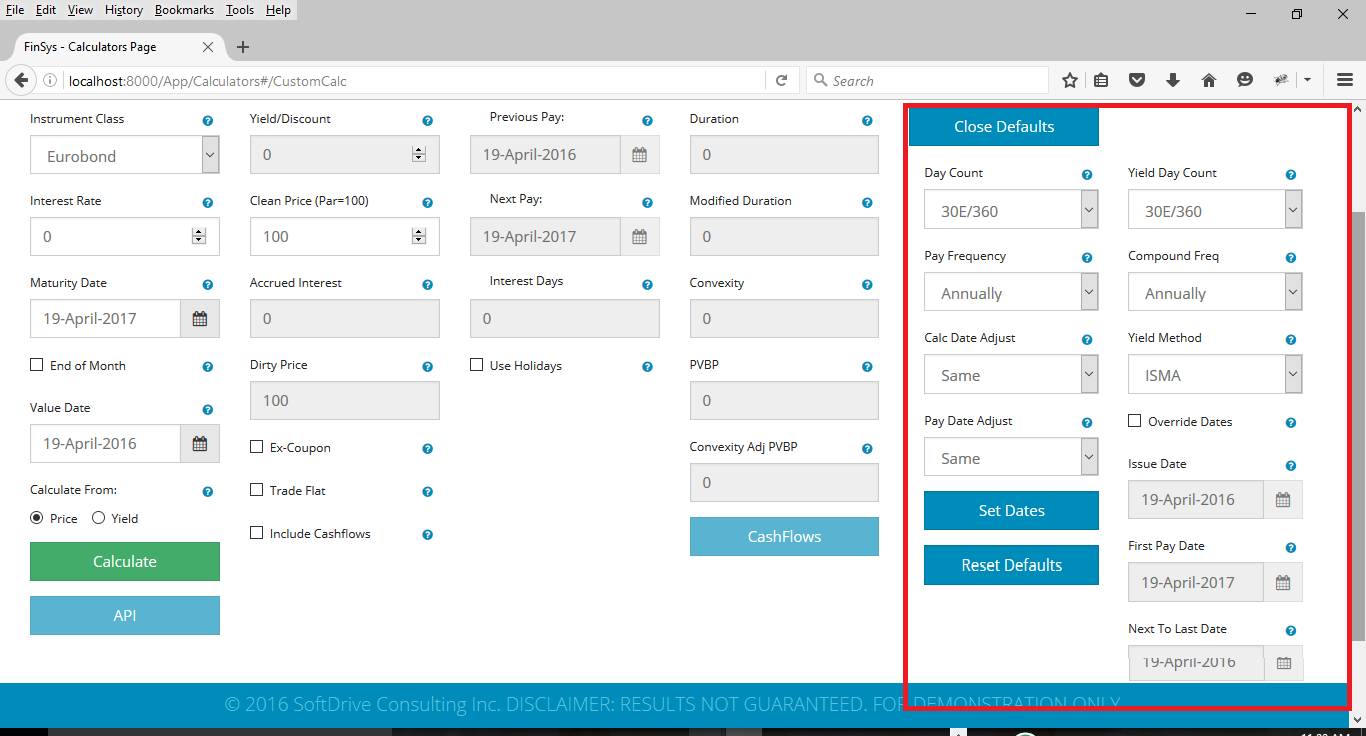 File Edit View History Bookmarks Tools Help
FinSys - Calculators Page
localhost:8000/App/Calculators#/CustomCalc
Search
Instrument Class
Eurobond
Interest Rate
0
Maturity Date
19-April-2017
End of Month
Value Date
19-April-2016
Calculate From:
Price Yield
Calculate
API
Yield/Discount
0
Clean Price (Par=100)
100
Accrued Interest
0
Dirty Price
100
Ex-Coupon
Trade Flat
Include Cashflows
Previous Pay:
19-April-2016
Next Pay:
19-April-2017
Interest Days
0
Use Holidays
Duration
0
Modified Duration
0
Convexity
0
PVBP
0
Convexity Adj PVBP
0
CashFlows
Close Defaults
Day Count
30E/360
Pay Frequency
Annually
Calc Date Adjust
Same
Pay Date Adjust
Same
Set Dates
Reset Defaults
Yield Day Count
30E/360
Compound Freq
Annually
Yield Method
ISMA
Override Dates
Issue Date
19-April-2016
First Pay Date
19-April-2017
Next To Last Date
19-April-2016
© 2016 SoftDrive Consulting Inc. DISCLAIMER: RESULTS NOT GUARANTEED. FOR DEMONSTRATION ONLY